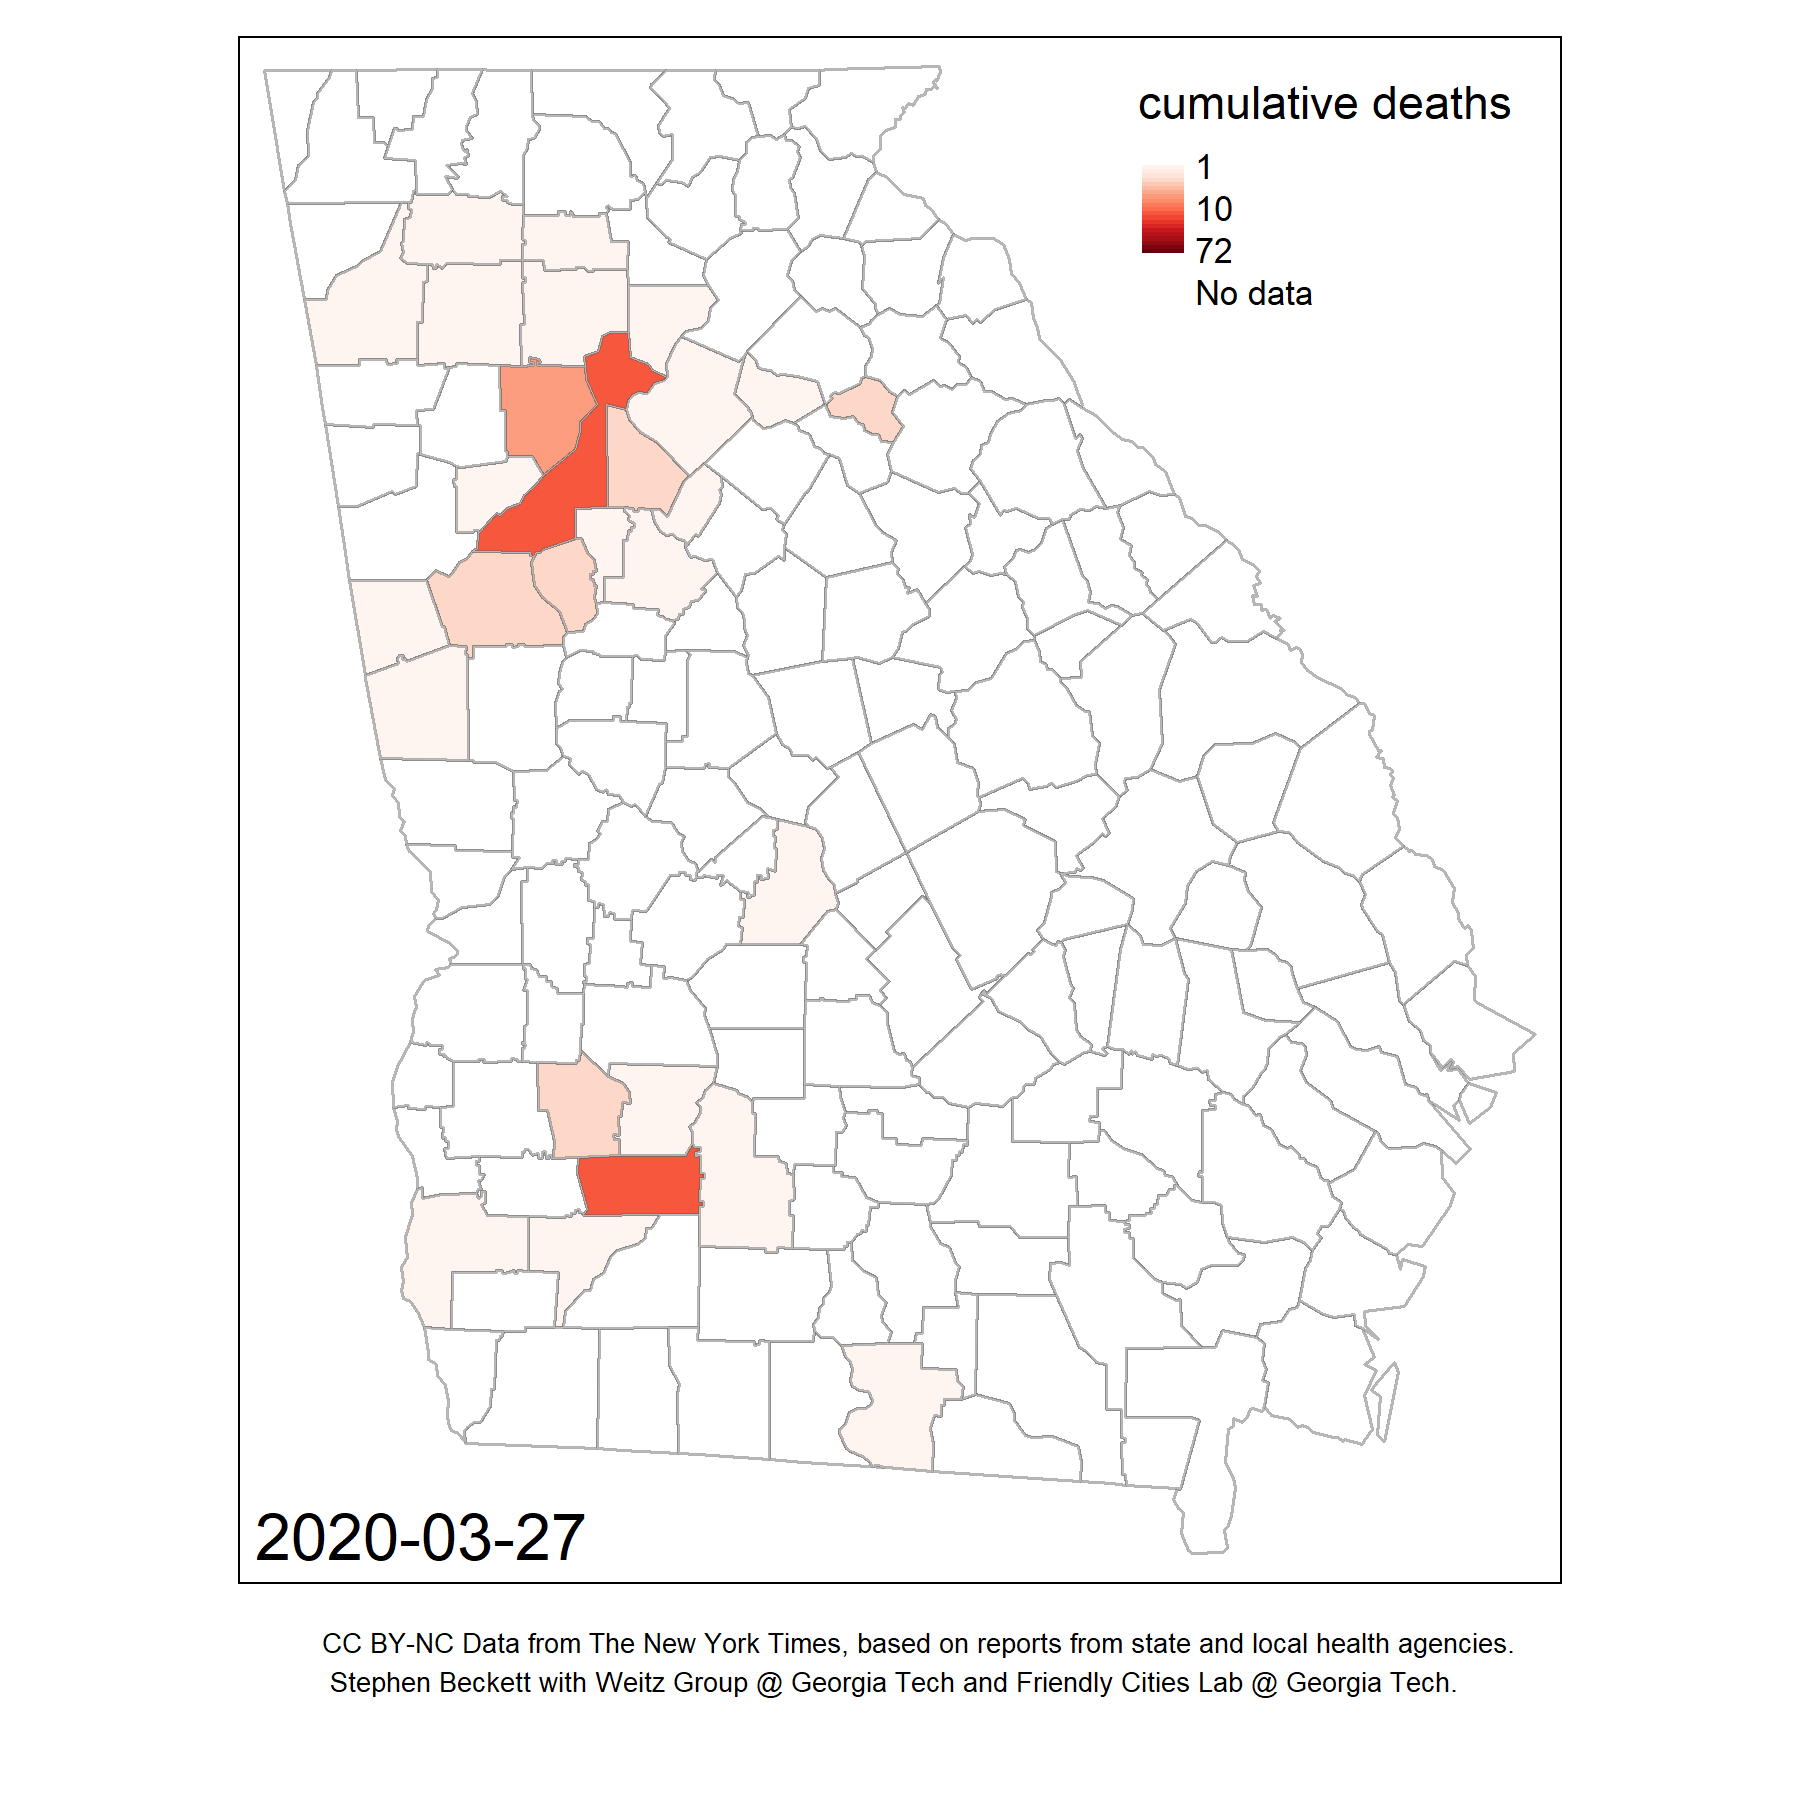 cumulative deaths
1
10
72
No data
2020-03-27
CC BY-NC Data from The New York Times, based on reports from state and local health agencies.
Stephen Beckett with Weitz Group @ Georgia Tech and Friendly Cities Lab @ Georgia Tech.